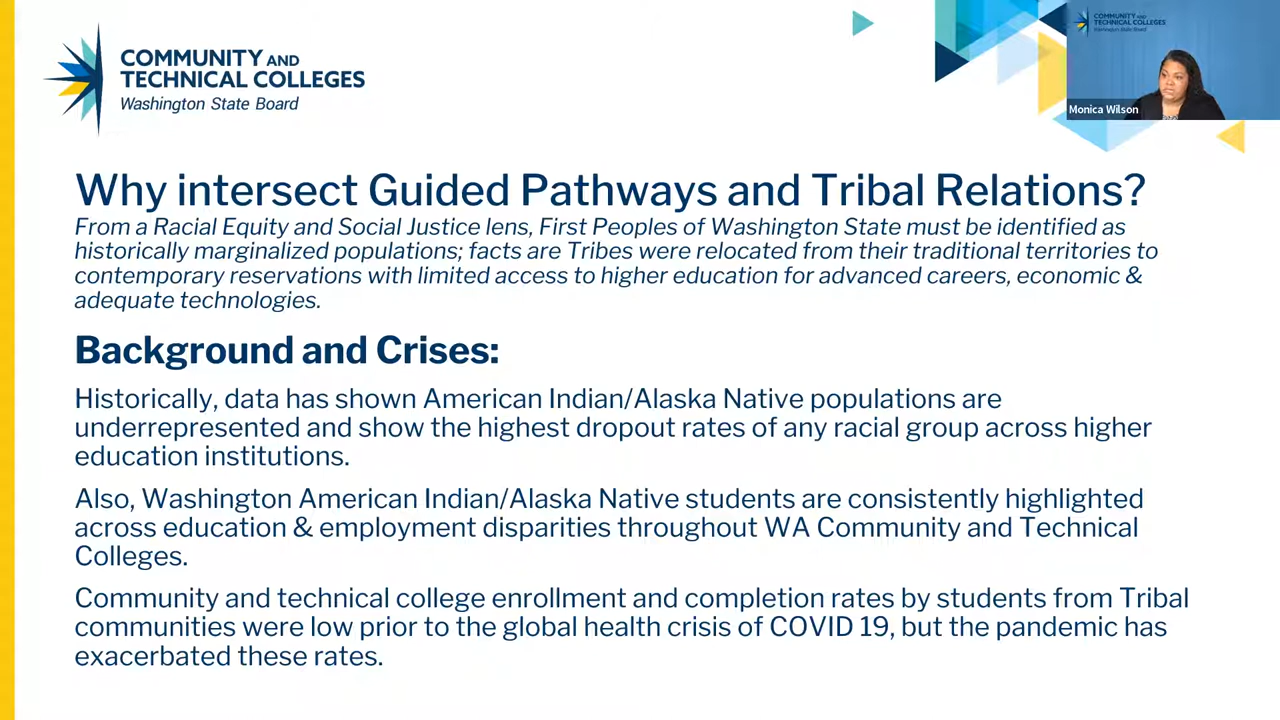 COMMUNITY AND
TECHNICAL COLLEGES
Washington State Board
COMMUNITY AND
TECHNICAL COLLEGES
Washington State Board
Monica Wilson
Why intersect Guided Pathways and Tribal Relations?
From a Racial Equity and Social Justice lens, First Peoples of Washington State must be identified as
historically marginalized populations; facts are Tribes were relocated from their traditional territories to
contemporary reservations with limited access to higher education for advanced careers, economic &
adequate technologies.
Background and Crises:
Historically, data has shown American Indian/Alaska Native populations are
underrepresented and show the highest dropout rates of any racial group across higher
education institutions.
Also, Washington American Indian/Alaska Native students are consistently highlighted
across education & employment disparities throughout WA Community and Technical
Colleges.
Community and technical college enrollment and completion rates by students from Tribal
communities were low prior to the global health crisis of COVID 19, but the pandemic has
exacerbated these rates.